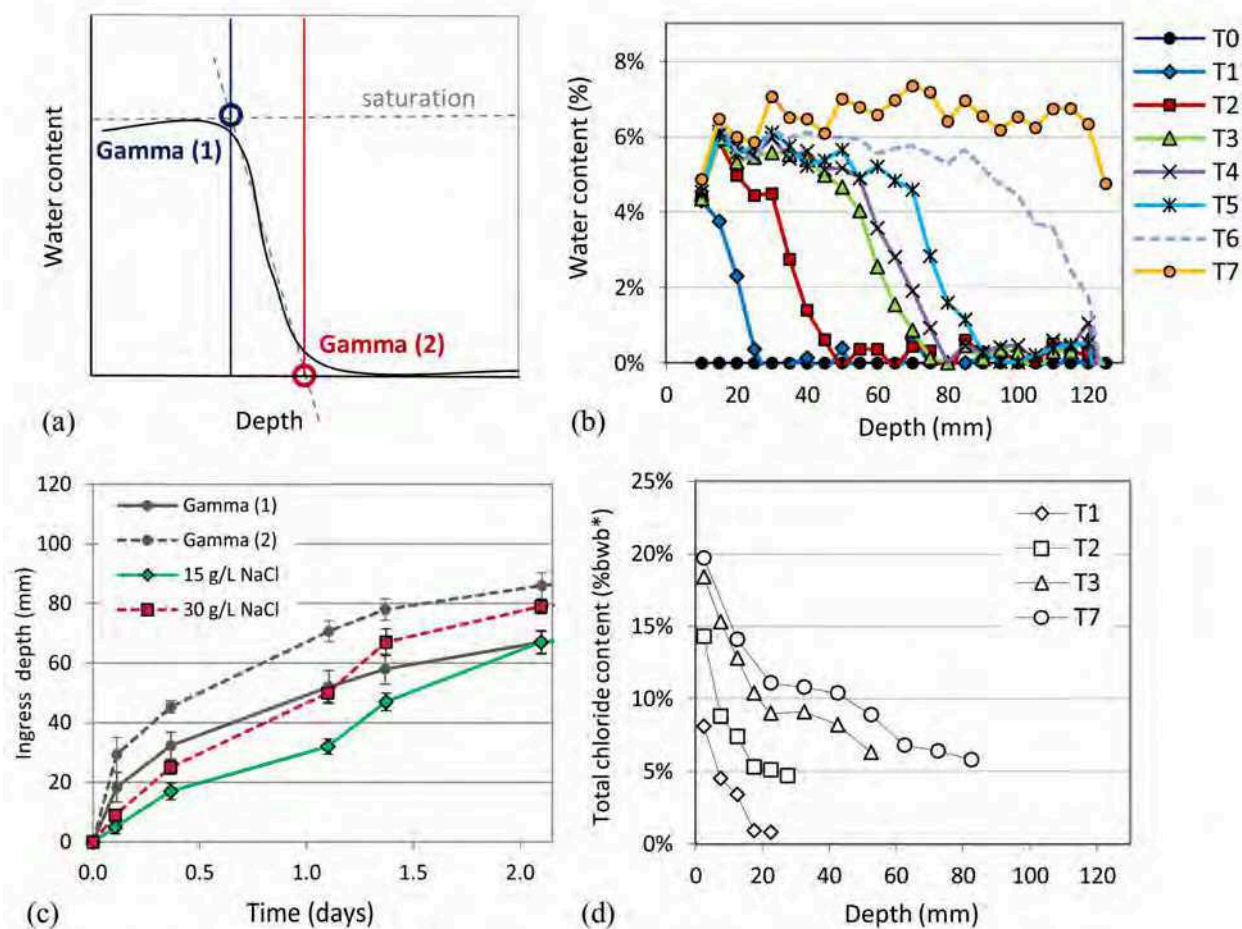 Water content
saturation
Gamma (1)
Gamma (2)
(a)
Depth
Water content (%)
8%
6%
4%
2%
0%
0 20 40 60 80 100 120
(b)
Depth (mm)
T0
T1
T2
T3
T4
T5
T6
T7
Ingress depth (mm)
120
100
80
60
40
20
0
Gamma (1)
Gamma (2)
15 g/L NaCl
30 g/L NaCl
0.0 0.5 1.0 1.5 2.0
(c)
Time (days)
Total chloride content (%bwb*)
25%
20%
15%
10%
5%
0%
T1
T2
T3
T7
0 20 40 60 80 100 120
(d)
Depth (mm)